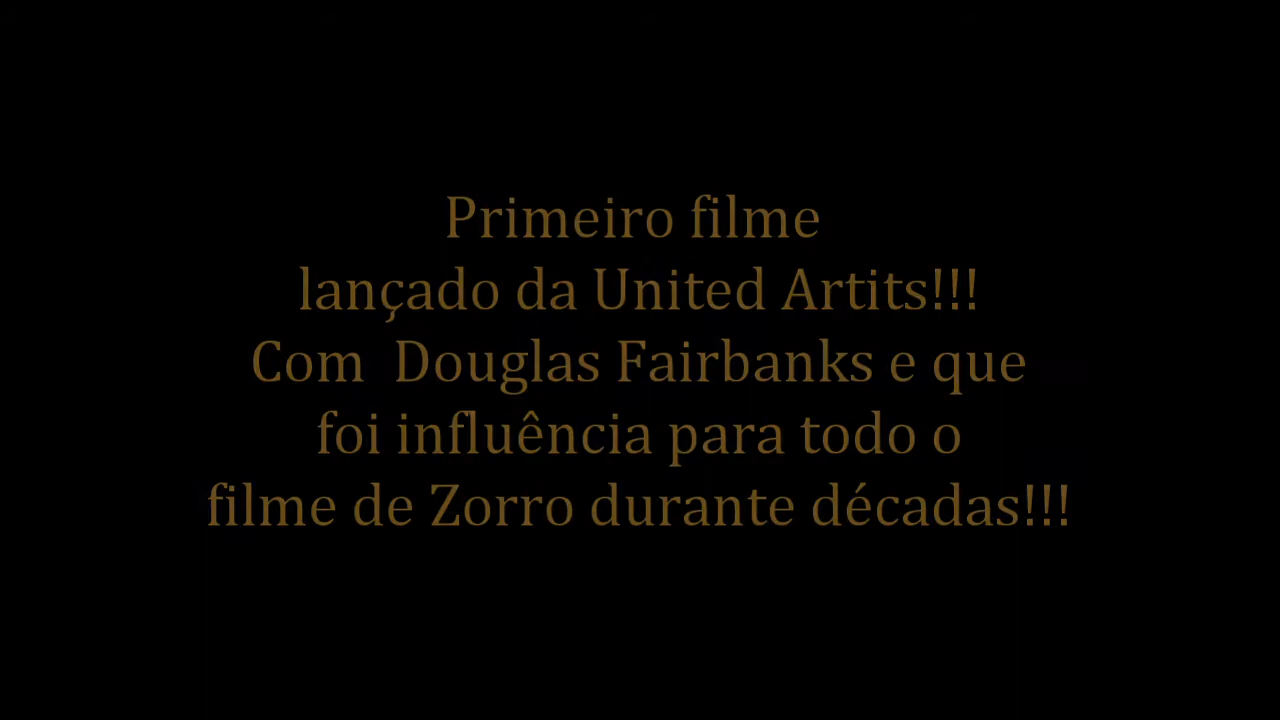 Primeiro filme
lançado da United Artits!!!
Com  Douglas Fairbanks e que
foi influência para todo o
filme de Zorro durante décadas!!!